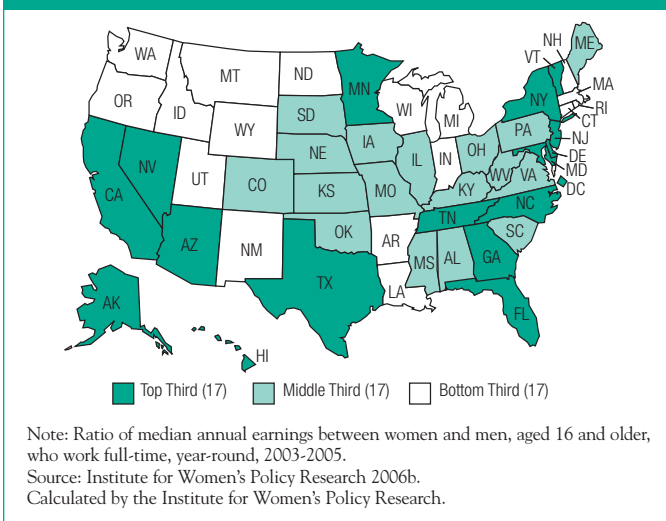 WA
MT
ND
MN
NH
VT
ME
OR
ID
WY
SD
WI
MI
NY
MA
RI
CT
NV
UT
CO
NE
IA
IL
IN
OH
PA
NJ
DE
MD
DC
CA
KS
MO
KY
WV
VA
AZ
NM
OK
AR
TN
NC
SC
TX
LA
MS
AL
GA
FL
AK
HI
Top Third (17) Middle Third (17) Bottom Third (17)
Note: Ratio of median annual earnings between women and men, aged 16 and older,
who work full-time, year-round, 2003-2005.
Source: Institute for Women's Policy Research 2006b.
Calculated by the Institute for Women's Policy Research.